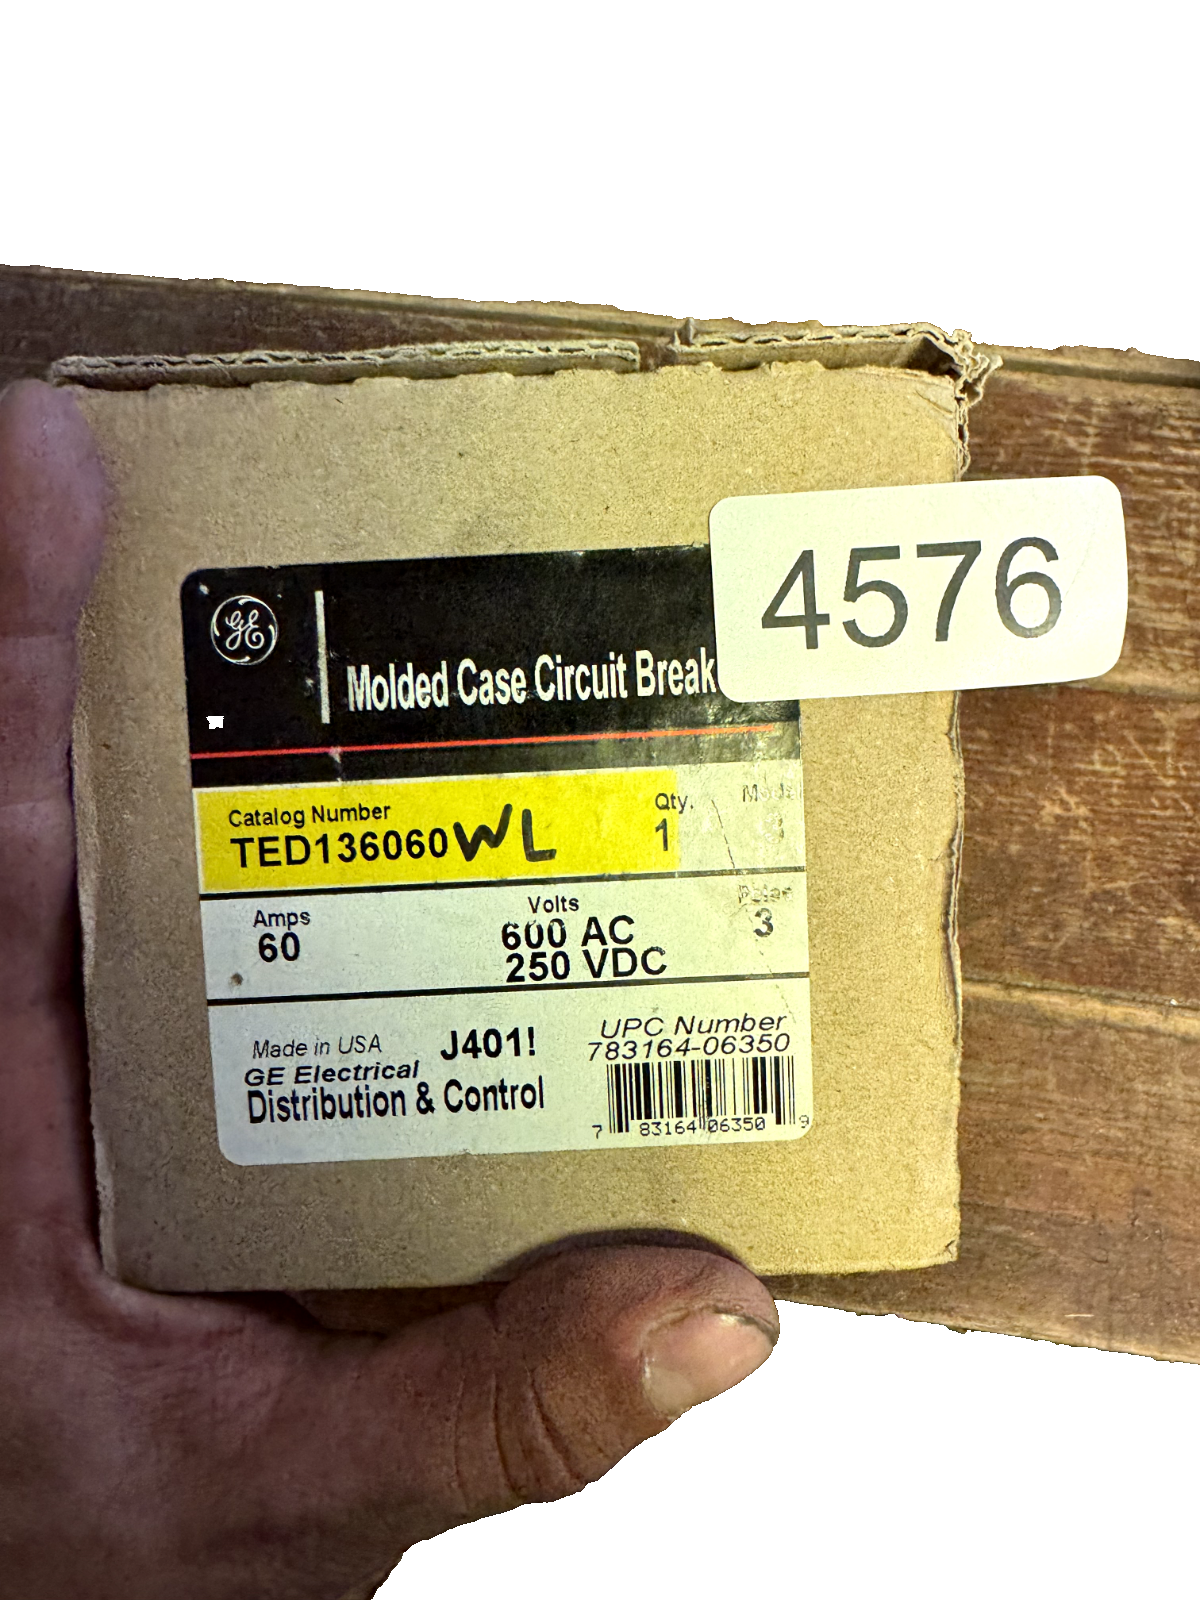 4576
GE
Molded Case Circuit Break
Catalog Number
TED136060WL
Qty.
1
Amps
60
Volts
600 AC
250 VDC
Poles
3
Made in USA
J401!
GE Electrical
Distribution & Control
UPC Number
783164-06350
7 83164 06350 9